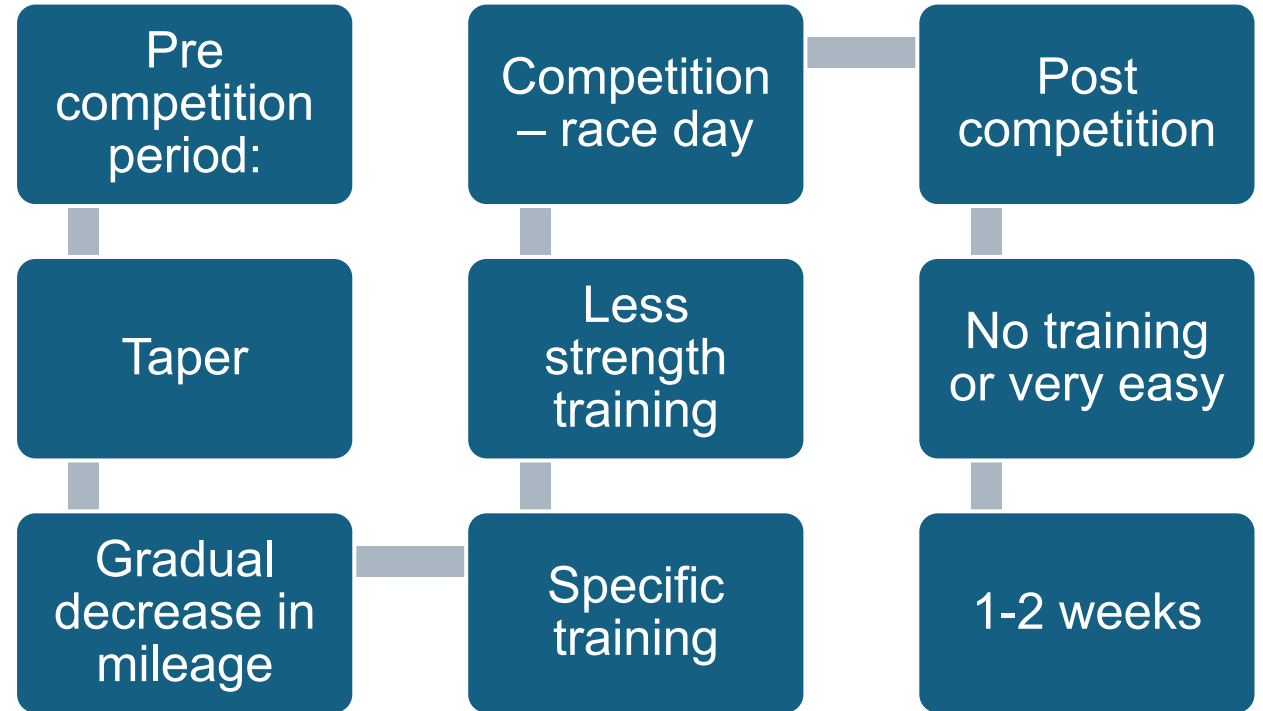 Pre
competition
period:
Taper
Gradual
decrease in
mileage
Specific
training
Less
strength
training
Competition
– race day
Post
competition
No training
or very easy
1-2 weeks